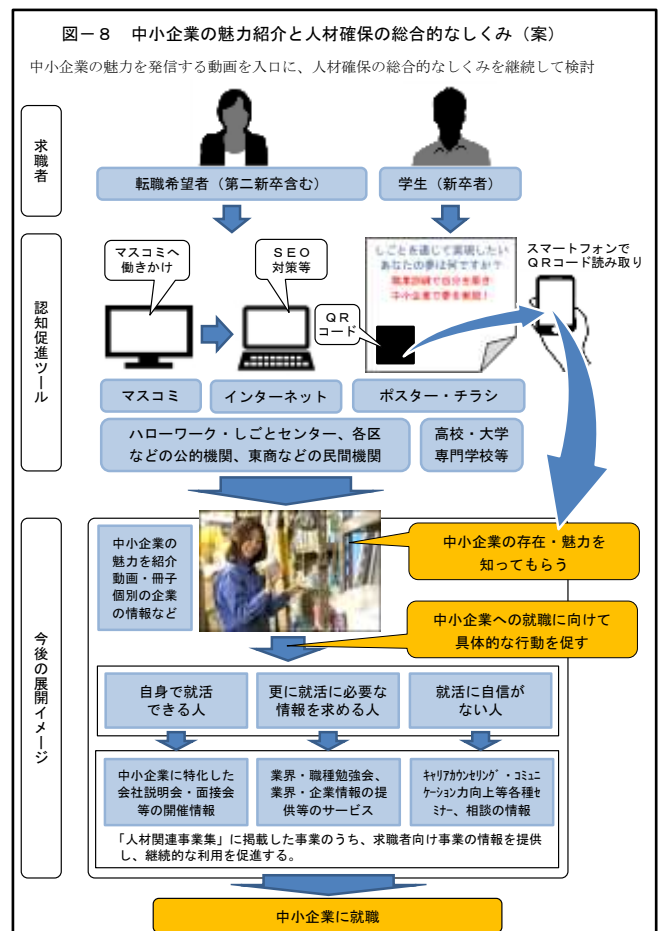 図－８ 中小企業の魅力紹介と人材確保の総合的なしくみ（案）
中小企業の魅力を発信する動画を入口に、人材確保の総合的なしくみを継続して検討
求職者
転職希望者（第二新卒含む）
学生（新卒者）
認知促進ツール
マスコミへ
働きかけ
ＳＥＯ
対策等
しごとを通じて実現したい
あなたの夢は何ですか？
職業訓練で自分を磨き
中小企業で夢を実現！
ＱＲ
コード
スマートフォンで
ＱＲコード読み取り
マスコミ
インターネット
ポスター・チラシ
ハローワーク・しごとセンター、各区
などの公的機関、東商などの民間機関
高校・大学
専門学校等
今後の展開イメージ
中小企業の
魅力を紹介
動画・冊子
個別の企業
の情報など
中小企業の存在・魅力を
知ってもらう
中小企業への就職に向けて
具体的な行動を促す
自身で就活
できる人
更に就活に必要な
情報を求める人
就活に自信が
ない人
中小企業に特化した
会社説明会・面接会
等の開催情報
業界・職種勉強会、
業界・企業情報の提
供等のサービス
ｷｬﾘｱｶｳﾝｾﾘﾝｸﾞ・ｺﾐｭﾆ
ｹｰｼｮﾝ力向上等各種ｾ
ﾐﾅｰ、相談の情報
「人材関連事業集」に掲載した事業のうち、求職者向け事業の情報を提供
し、継続的な利用を促進する。
中小企業に就職